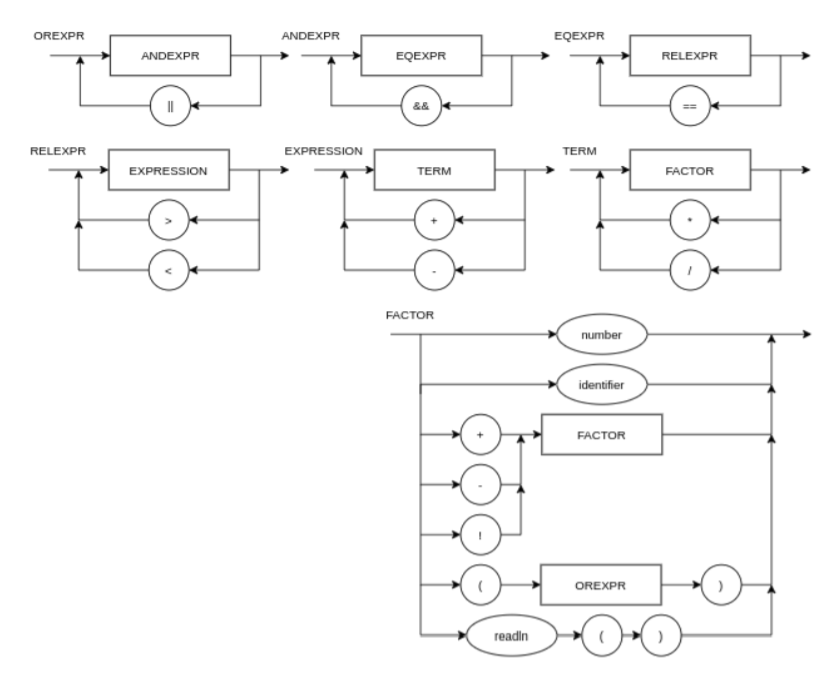 OREXPR ANDEXPR ANDEXPR EQEXPR EQEXPR RELEXPR
|| && ==
RELEXPR EXPRESSION EXPRESSION TERM TERM FACTOR
> + *
< - /
FACTOR
number
identifier
+ FACTOR
-
!
( OREXPR )
readln ( )